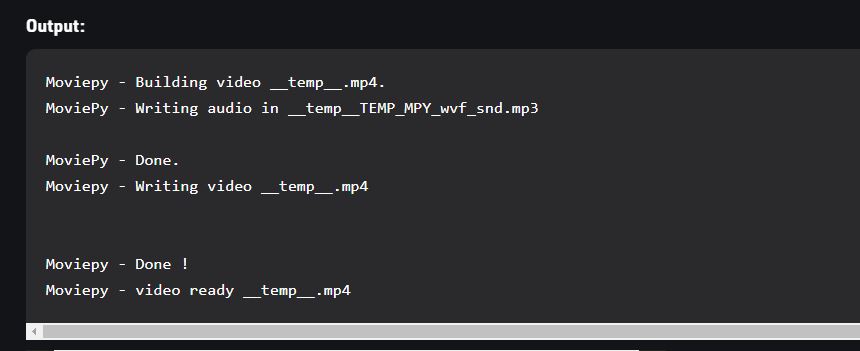 Output:
Moviepy - Building video __temp__.mp4.
MoviePy - Writing audio in __temp__TEMP_MPY_wvf_snd.mp3
MoviePy - Done.
Moviepy - Writing video __temp__.mp4
Moviepy - Done !
Moviepy - video ready __temp__.mp4